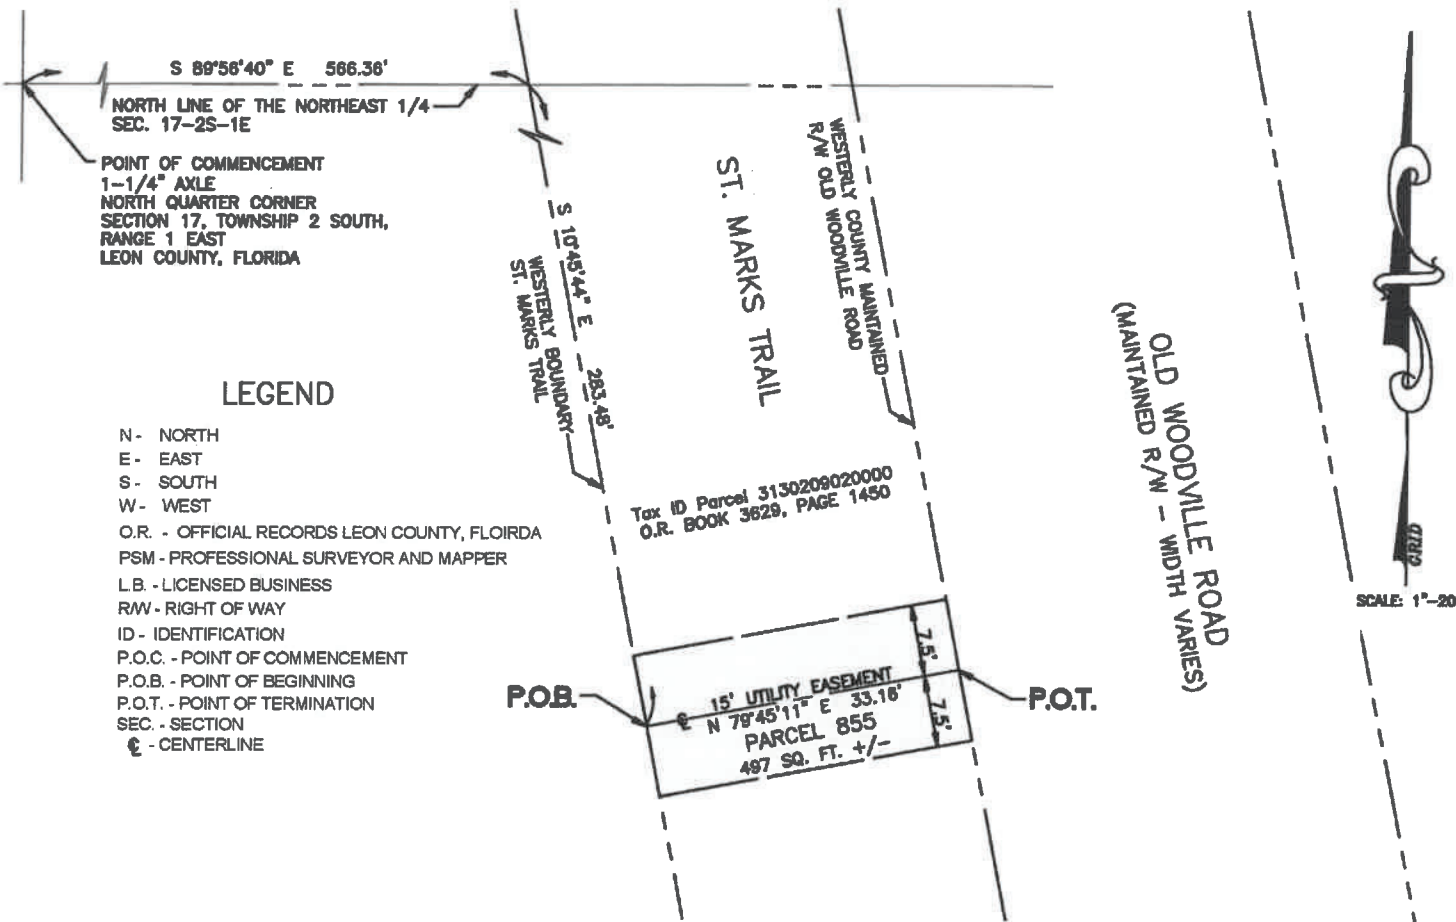 S 89°56'40" E 566.36'
NORTH LINE OF THE NORTHEAST 1/4
SEC. 17-2S-1E
POINT OF COMMENCEMENT
1-1/4" AXLE
NORTH QUARTER CORNER
SECTION 17, TOWNSHIP 2 SOUTH,
RANGE 1 EAST
LEON COUNTY, FLORIDA
S 10°45'44" E 283.48'
WESTERLY BOUNDARY
ST. MARKS TRAIL
ST. MARKS TRAIL
WESTERLY COUNTY MAINTAINED
R/W OLD WOODVILLE ROAD
OLD WOODVILLE ROAD
(MAINTAINED R/W - WIDTH VARIES)
GRID
SCALE: 1"-20
LEGEND
N - NORTH
E - EAST
S - SOUTH
W - WEST
O.R. - OFFICIAL RECORDS LEON COUNTY, FLOIRDA
PSM - PROFESSIONAL SURVEYOR AND MAPPER
L.B. - LICENSED BUSINESS
R/W - RIGHT OF WAY
ID - IDENTIFICATION
P.O.C. - POINT OF COMMENCEMENT
P.O.B. - POINT OF BEGINNING
P.O.T. - POINT OF TERMINATION
SEC. - SECTION
℄ - CENTERLINE
Tax ID Parcel 3130209020000
O.R. BOOK 3629, PAGE 1450
P.O.B.
15' UTILITY EASEMENT
℄ N 79°45'11" E 33.16'
PARCEL 855
497 SQ. FT. +/-
7.5'
7.5'
P.O.T.